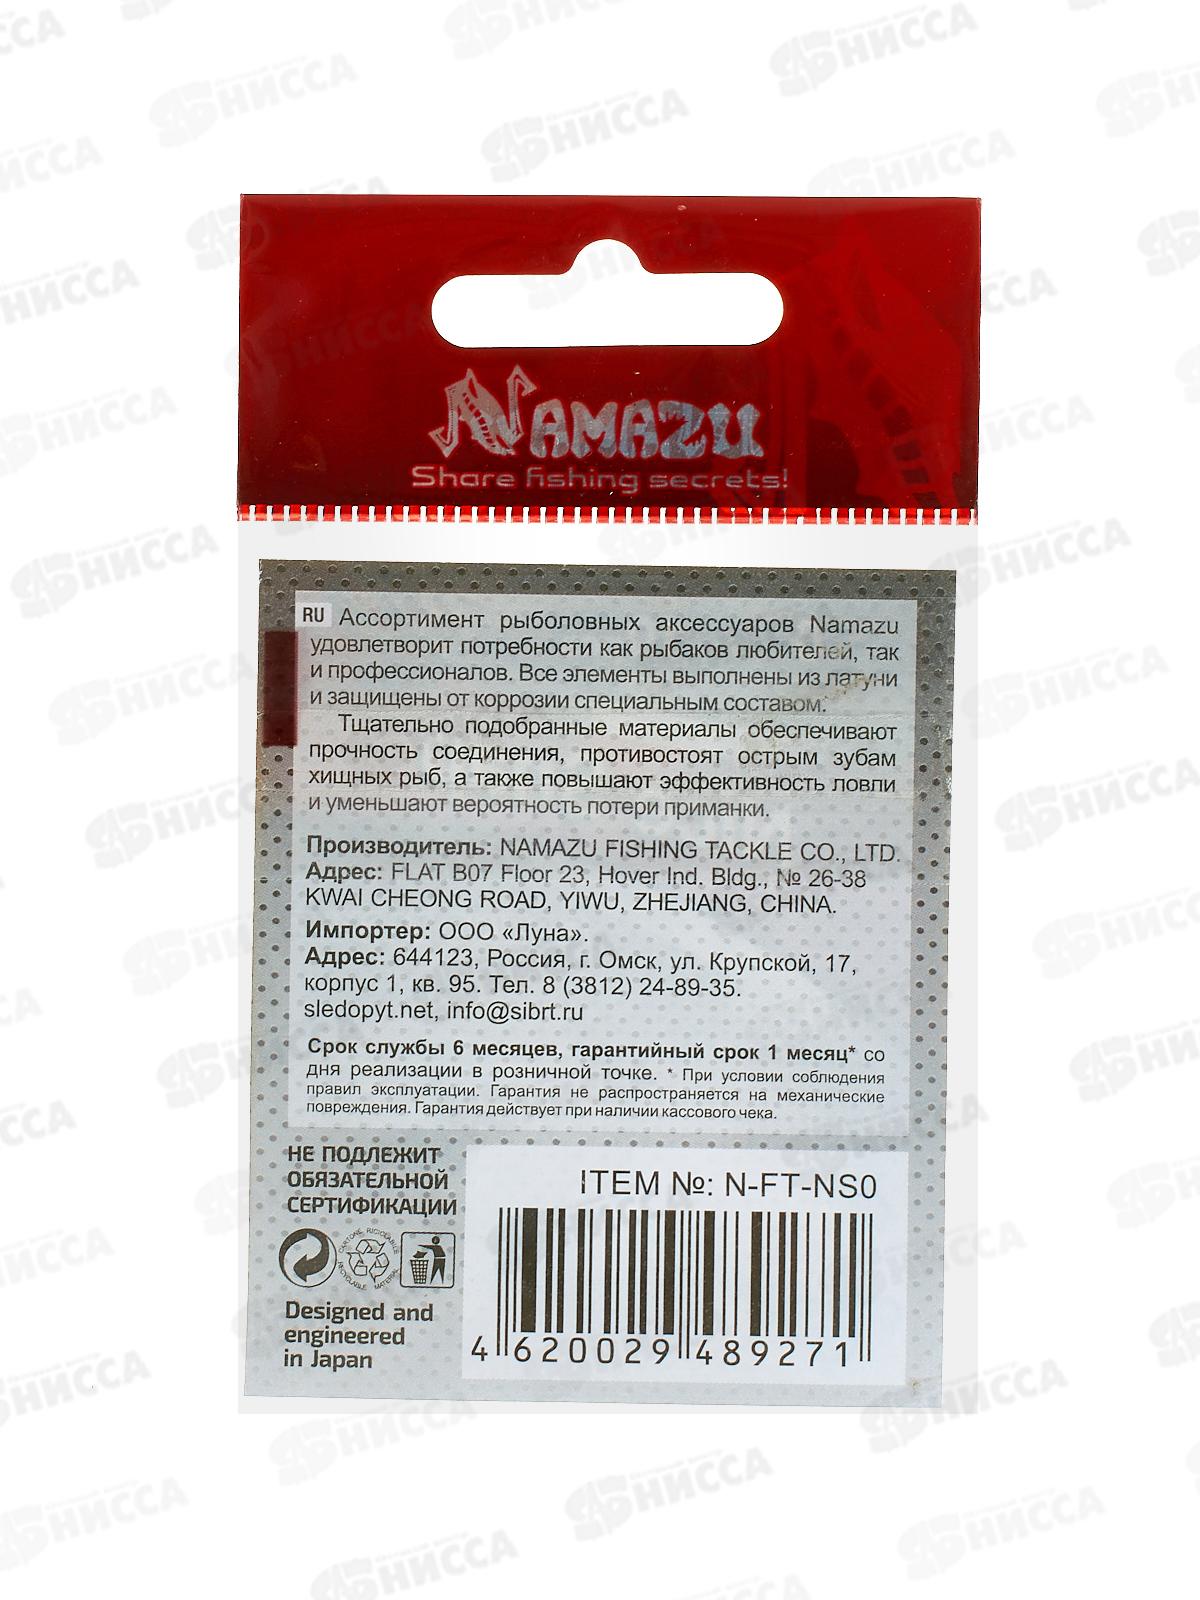 NAMAZU
Share fishing secrets!
RU Ассортимент рыболовных аксессуаров Namazu
удовлетворит потребности как рыбаков любителей, так
и профессионалов. Все элементы выполнены из латуни
и защищены от коррозии специальным составом.
Тщательно подобранные материалы обеспечивают
прочность соединения, противостоят острым зубам
хищных рыб, а также повышают эффективность ловли
и уменьшают вероятность потери приманки.
Производитель: NAMAZU FISHING TACKLE CO., LTD.
Адрес: FLAT B07 Floor 23, Hover Ind. Bldg., № 26-38
KWAI CHEONG ROAD, YIWU, ZHEJIANG, CHINA.
Импортер: ООО «Луна».
Адрес: 644123, Россия, г. Омск, ул. Крупской, 17,
корпус 1, кв. 95. Тел. 8 (3812) 24-89-35.
sledopyt.net, info@sibrt.ru
Срок службы 6 месяцев, гарантийный срок 1 месяц* со
дня реализации в розничной точке. * При условии соблюдения
правил эксплуатации. Гарантия не распространяется на механические
повреждения. Гарантия действует при наличии кассового чека.
НЕ ПОДЛЕЖИТ
ОБЯЗАТЕЛЬНОЙ
СЕРТИФИКАЦИИ
CARTONE RICICLABILE
RECYCLABLE MATERIAL
Designed and
engineered
in Japan
ITEM №: N-FT-NS0
4 620029 489271
НИССА